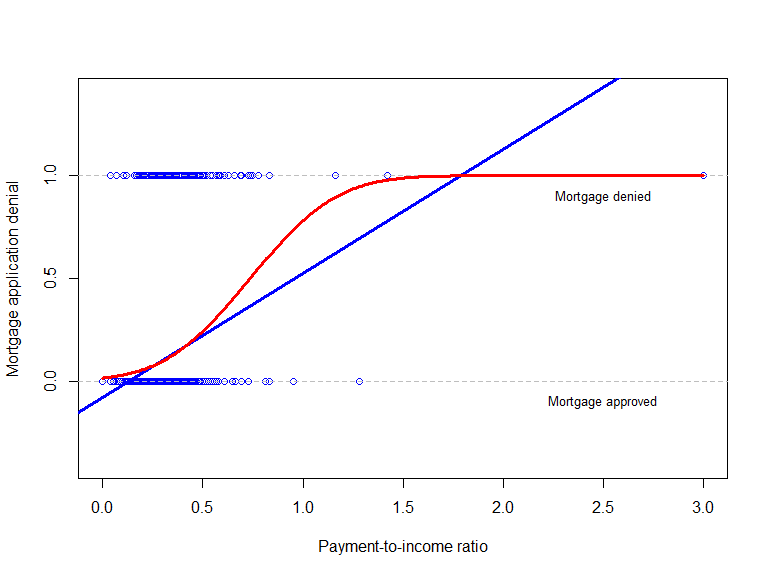 Mortgage application denial
1.0
0.5
0.0
Mortgage denied
Mortgage approved
0.0 0.5 1.0 1.5 2.0 2.5 3.0
Payment-to-income ratio